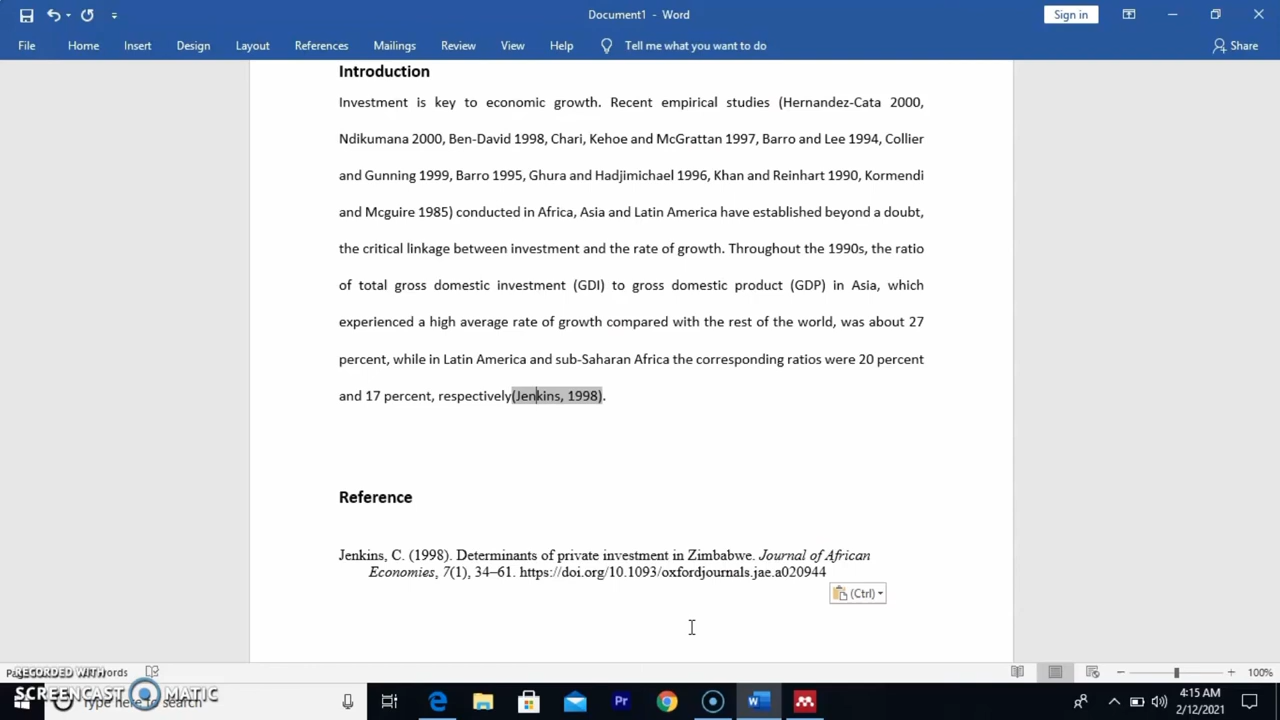 Document1 - Word
Sign in
File Home Insert Design Layout References Mailings Review View Help Tell me what you want to do Share
Introduction
Investment is key to economic growth. Recent empirical studies (Hernandez-Cata 2000,
Ndikumana 2000, Ben-David 1998, Chari, Kehoe and McGrattan 1997, Barro and Lee 1994, Collier
and Gunning 1999, Barro 1995, Ghura and Hadjimichael 1996, Khan and Reinhart 1990, Kormendi
and Mcguire 1985) conducted in Africa, Asia and Latin America have established beyond a doubt,
the critical linkage between investment and the rate of growth. Throughout the 1990s, the ratio
of total gross domestic investment (GDI) to gross domestic product (GDP) in Asia, which
experienced a high average rate of growth compared with the rest of the world, was about 27
percent, while in Latin America and sub-Saharan Africa the corresponding ratios were 20 percent
and 17 percent, respectively(Jenkins, 1998).
Reference
Jenkins, C. (1998). Determinants of private investment in Zimbabwe. Journal of African
Economies, 7(1), 34–61. https://doi.org/10.1093/oxfordjournals.jae.a020944
(Ctrl)
RECORDED WITH
100%
SCREENCAST MATIC
Type here to search
Pr
4:15 AM
2/12/2021